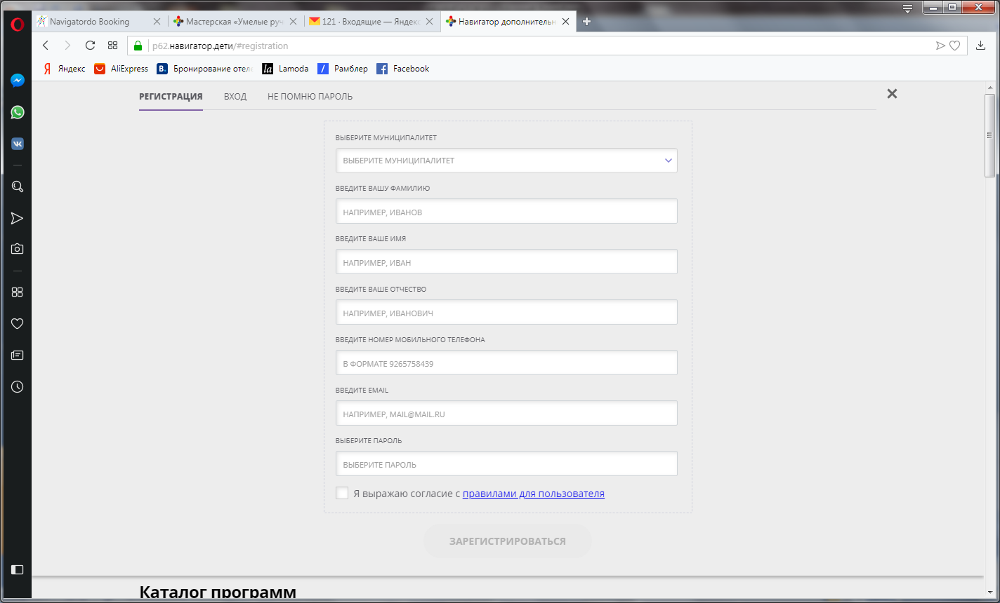 Navigatordo Booking
Мастерская «Умелые руч
121 · Входящие — Яндекс
Навигатор дополнительн
p62.навигатор.дети/#registration
Яндекс
AliExpress
B.
Бронирование отеле
la
Lamoda
Рамблер
Facebook
РЕГИСТРАЦИЯ
ВХОД
НЕ ПОМНЮ ПАРОЛЬ
ВЫБЕРИТЕ МУНИЦИПАЛИТЕТ
ВЫБЕРИТЕ МУНИЦИПАЛИТЕТ
ВВЕДИТЕ ВАШУ ФАМИЛИЮ
НАПРИМЕР, ИВАНОВ
ВВЕДИТЕ ВАШЕ ИМЯ
НАПРИМЕР, ИВАН
ВВЕДИТЕ ВАШЕ ОТЧЕСТВО
НАПРИМЕР, ИВАНОВИЧ
ВВЕДИТЕ НОМЕР МОБИЛЬНОГО ТЕЛЕФОНА
В ФОРМАТЕ 9265758439
ВВЕДИТЕ EMAIL
НАПРИМЕР, MAIL@MAIL.RU
ВЫБЕРИТЕ ПАРОЛЬ
ВЫБЕРИТЕ ПАРОЛЬ
Я выражаю согласие с правилами для пользователя
ЗАРЕГИСТРИРОВАТЬСЯ
Каталог программ